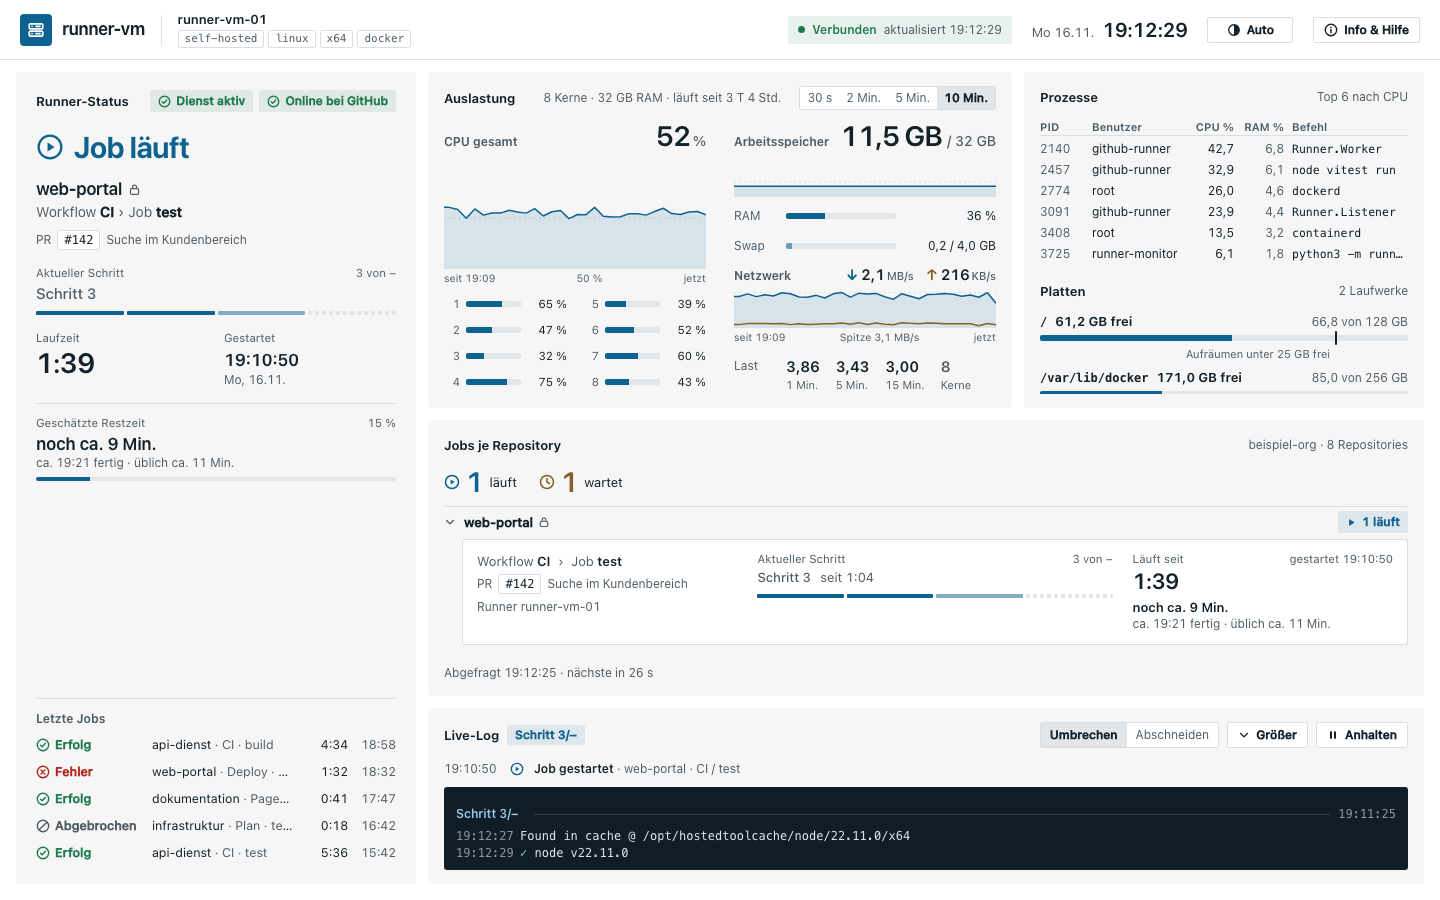 runner-vm
runner-vm-01
self-hosted linux x64 docker
Verbunden aktualisiert 19:12:29
Mo 16.11. 19:12:29
Auto
Info & Hilfe
Runner-Status
Dienst aktiv
Online bei GitHub
Job läuft
web-portal
Workflow CI › Job test
PR #142 Suche im Kundenbereich
Aktueller Schritt 3 von –
Schritt 3
Laufzeit Gestartet
1:39 19:10:50
Mo, 16.11.
Geschätzte Restzeit 15 %
noch ca. 9 Min.
ca. 19:21 fertig · üblich ca. 11 Min.
Letzte Jobs
Erfolg api-dienst · CI · build 4:34 18:58
Fehler web-portal · Deploy · ... 1:32 18:32
Erfolg dokumentation · Page... 0:41 17:47
Abgebrochen infrastruktur · Plan · te... 0:18 16:42
Erfolg api-dienst · CI · test 5:36 15:42
Auslastung 8 Kerne · 32 GB RAM · läuft seit 3 T 4 Std. 30 s 2 Min. 5 Min. 10 Min.
CPU gesamt 52 %
seit 19:09 50 % jetzt
1 65 % 5 39 %
2 47 % 6 52 %
3 32 % 7 60 %
4 75 % 8 43 %
Arbeitsspeicher 11,5 GB / 32 GB
RAM 36 %
Swap 0,2 / 4,0 GB
Netzwerk 2,1 MB/s 216 KB/s
seit 19:09 Spitze 3,1 MB/s jetzt
Last 3,86 3,43 3,00 8
1 Min. 5 Min. 15 Min. Kerne
Prozesse Top 6 nach CPU
PID Benutzer CPU % RAM % Befehl
2140 github-runner 42,7 6,8 Runner.Worker
2457 github-runner 32,9 6,1 node vitest run
2774 root 26,0 4,6 dockerd
3091 github-runner 23,9 4,4 Runner.Listener
3408 root 13,5 3,2 containerd
3725 runner-monitor 6,1 1,8 python3 -m runn…
Platten 2 Laufwerke
/ 61,2 GB frei 66,8 von 128 GB
Aufräumen unter 25 GB frei
/var/lib/docker 171,0 GB frei 85,0 von 256 GB
Jobs je Repository beispiel-org · 8 Repositories
1 läuft 1 wartet
web-portal 1 läuft
Workflow CI › Job test
PR #142 Suche im Kundenbereich
Runner runner-vm-01
Aktueller Schritt 3 von –
Schritt 3 seit 1:04
Läuft seit gestartet 19:10:50
1:39
noch ca. 9 Min.
ca. 19:21 fertig · üblich ca. 11 Min.
Abgefragt 19:12:25 · nächste in 26 s
Live-Log Schritt 3/– Umbrechen Abschneiden Größer Anhalten
19:10:50 Job gestartet · web-portal · CI / test
Schritt 3/– 19:11:25
19:12:27 Found in cache @ /opt/hostedtoolcache/node/22.11.0/x64
19:12:29 ✓ node v22.11.0